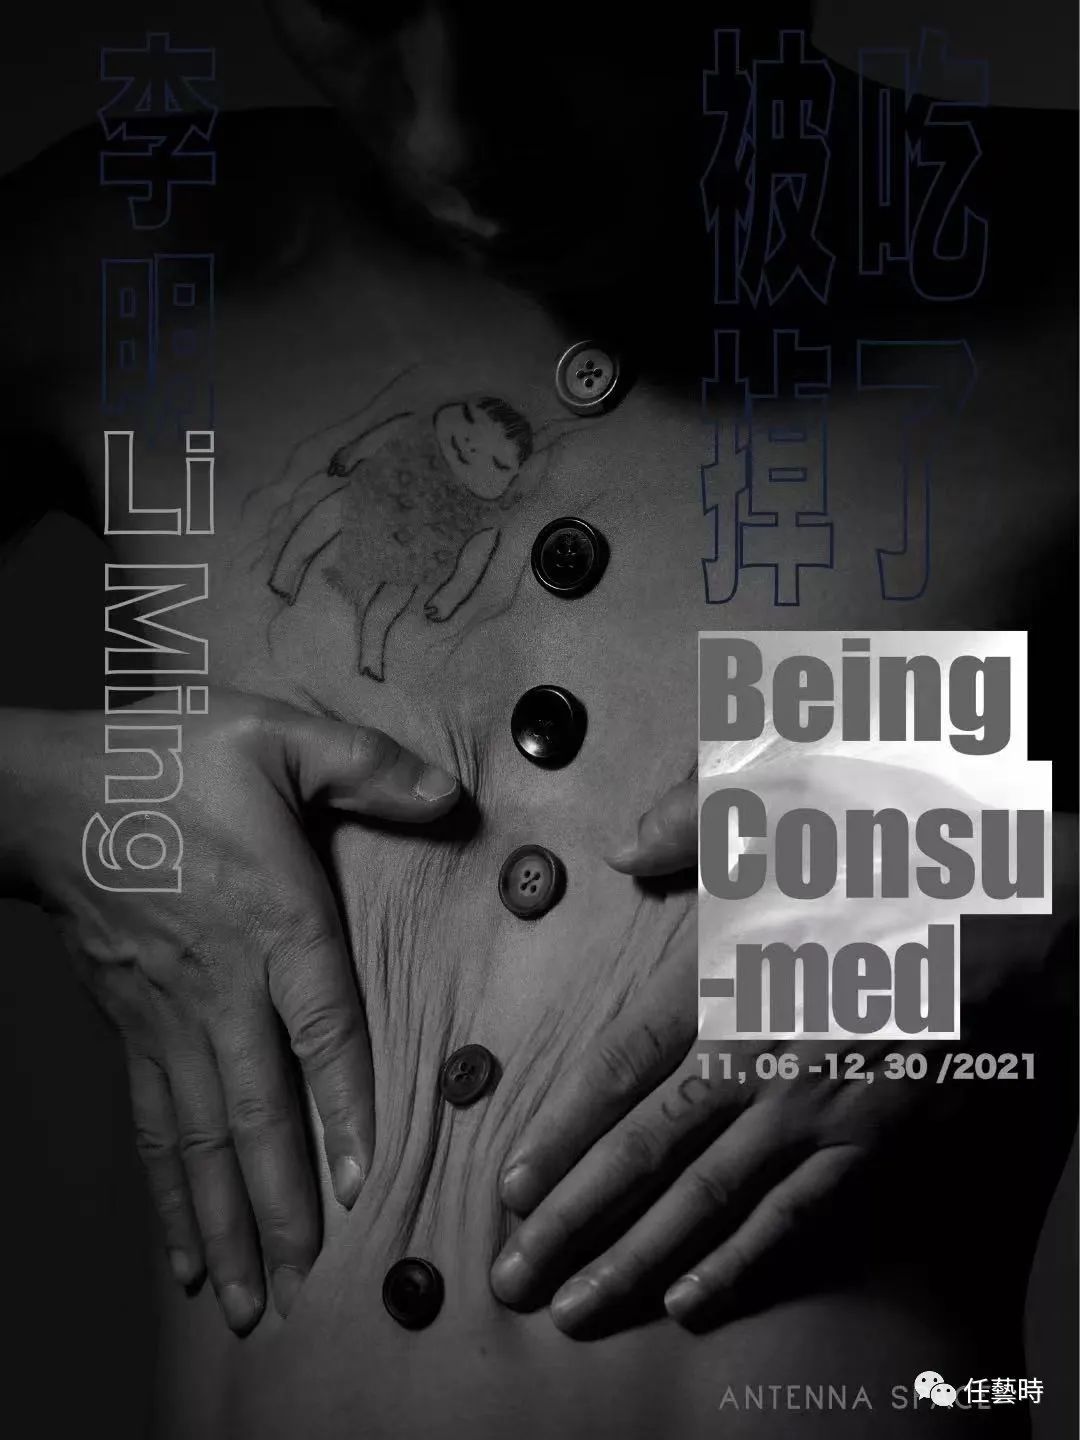 李明
Li Ming
被吃
掉了
Being
Consu
-med
11, 06 -12, 30 /2021
ANTENNA SPACE
任藝時